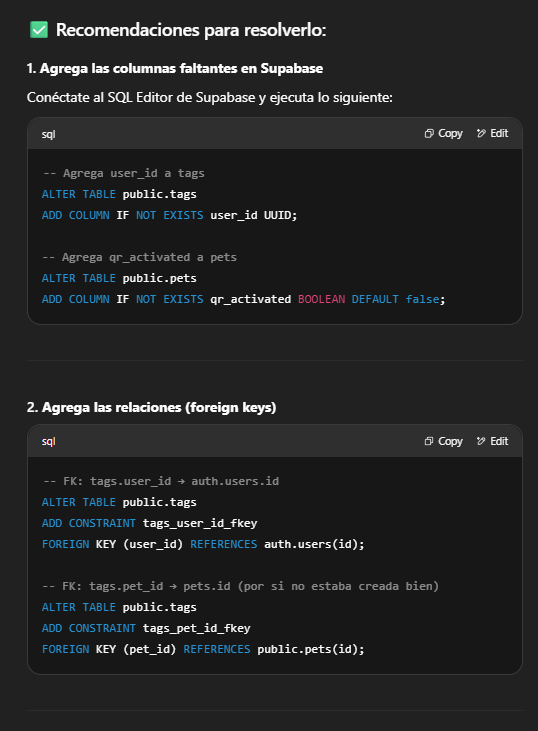 ✅ Recomendaciones para resolverlo:
1. Agrega las columnas faltantes en Supabase
Conéctate al SQL Editor de Supabase y ejecuta lo siguiente:
sql Copy Edit
-- Agrega user_id a tags
ALTER TABLE public.tags
ADD COLUMN IF NOT EXISTS user_id UUID;
-- Agrega qr_activated a pets
ALTER TABLE public.pets
ADD COLUMN IF NOT EXISTS qr_activated BOOLEAN DEFAULT false;
2. Agrega las relaciones (foreign keys)
sql Copy Edit
-- FK: tags.user_id → auth.users.id
ALTER TABLE public.tags
ADD CONSTRAINT tags_user_id_fkey
FOREIGN KEY (user_id) REFERENCES auth.users(id);
-- FK: tags.pet_id → pets.id (por si no estaba creada bien)
ALTER TABLE public.tags
ADD CONSTRAINT tags_pet_id_fkey
FOREIGN KEY (pet_id) REFERENCES public.pets(id);